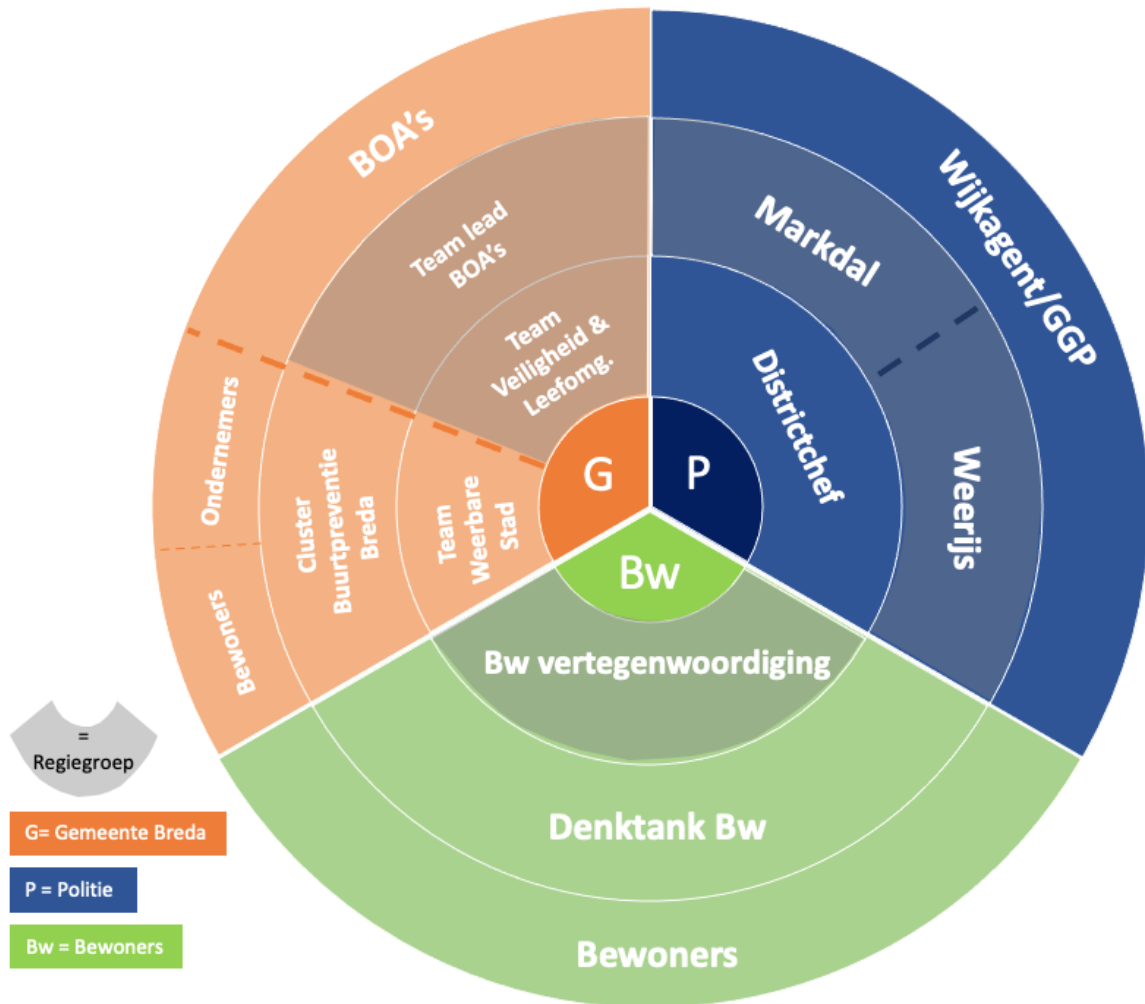 BOA's
Team lead
BOA's
Team
Veiligheid &
Leefomg.
Ondernemers
Bewoners
Cluster
Buurtpreventie
Breda
Team
Weerbare
Stad
G
P
Bw
Districtchef
Markdal
Weerijs
Wijkagent/GGP
Bw vertegenwoordiging
Denktank Bw
Bewoners
=
Regiegroep
G= Gemeente Breda
P = Politie
Bw = Bewoners